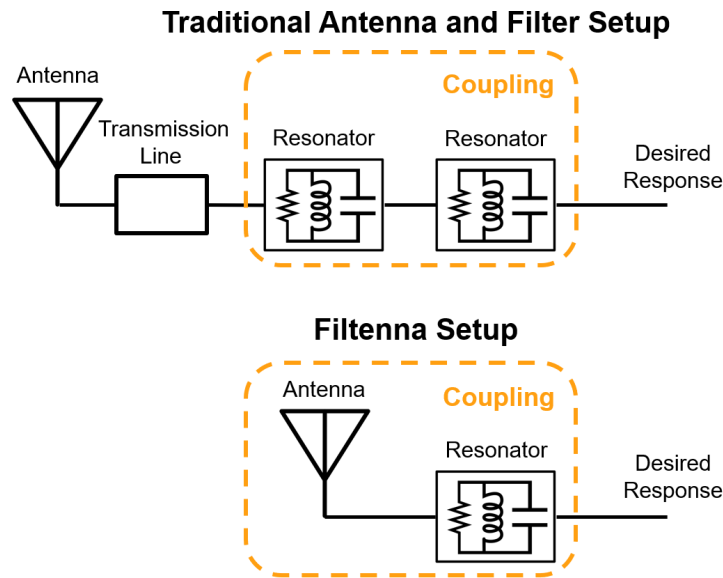 Traditional Antenna and Filter Setup
Antenna
Coupling
Transmission
Line
Resonator
Resonator
Desired
Response
Filtenna Setup
Antenna
Coupling
Resonator
Desired
Response